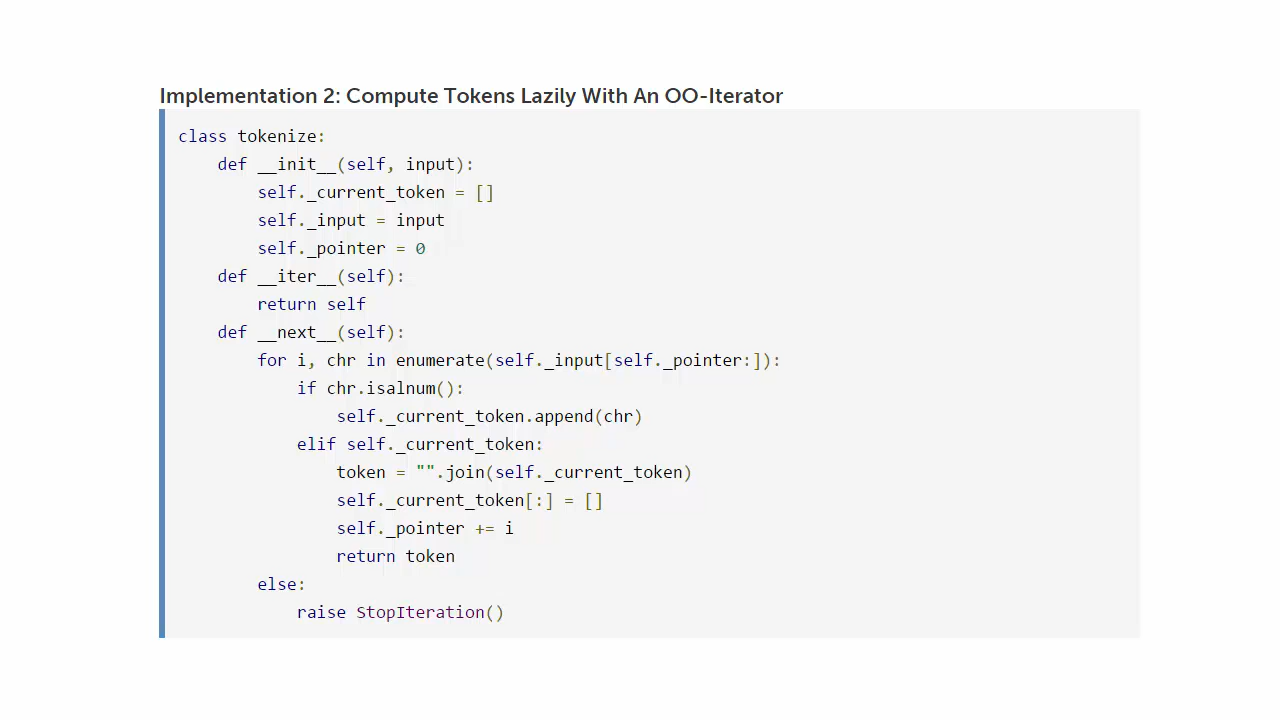 Implementation 2: Compute Tokens Lazily With An OO-Iterator
class tokenize:
    def __init__(self, input):
        self._current_token = []
        self._input = input
        self._pointer = 0
    def __iter__(self):
        return self
    def __next__(self):
        for i, chr in enumerate(self._input[self._pointer:]):
            if chr.isalnum():
                self._current_token.append(chr)
            elif self._current_token:
                token = "".join(self._current_token)
                self._current_token[:] = []
                self._pointer += i
                return token
        else:
            raise StopIteration()